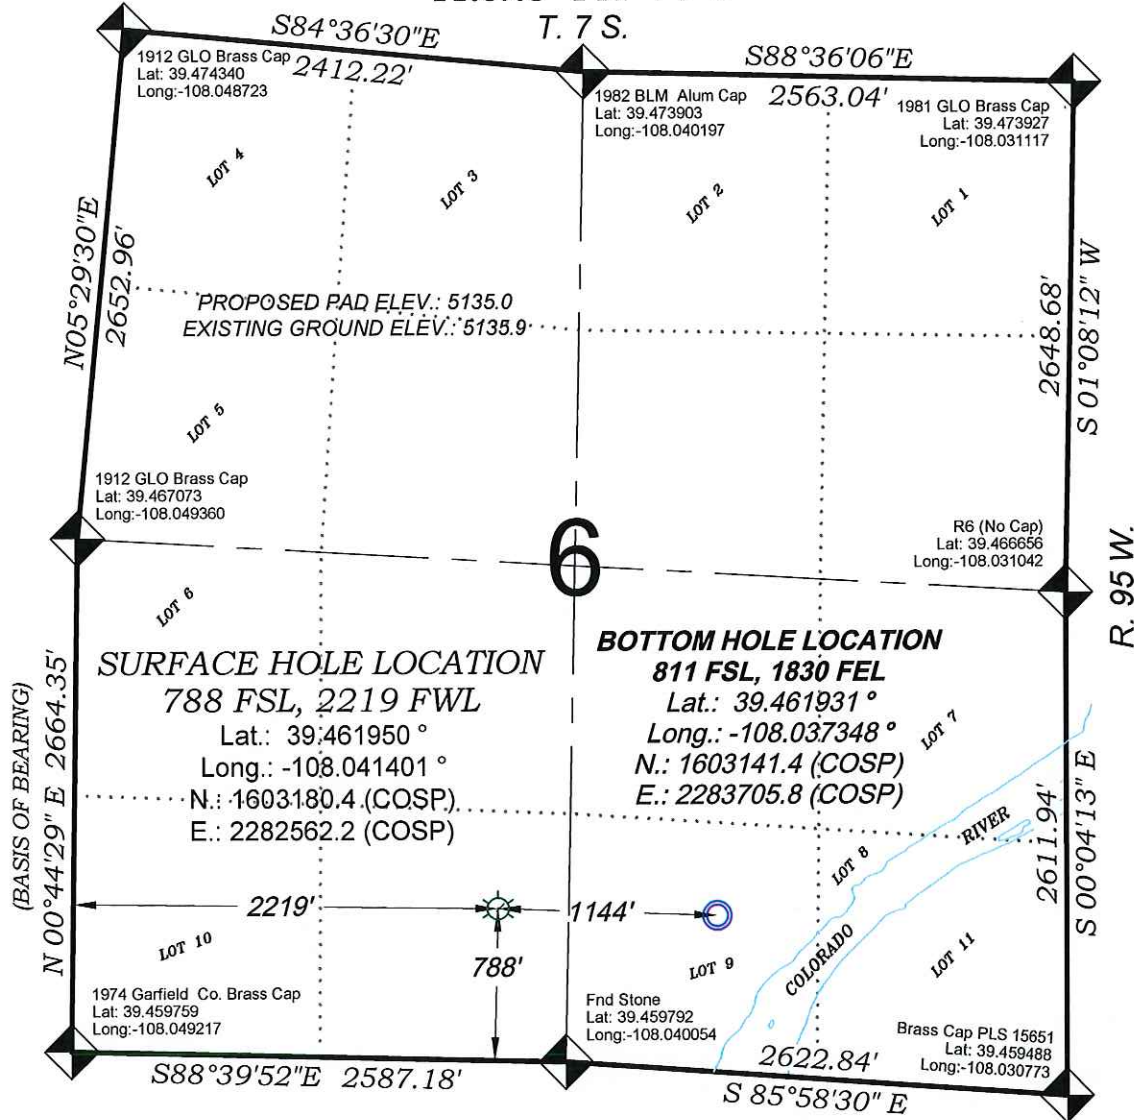 T. 7 S.
S84°36'30"E
2412.22'
S88°36'06"E
2563.04'
1912 GLO Brass Cap
Lat: 39.474340
Long:-108.048723
1982 BLM Alum Cap
Lat: 39.473903
Long:-108.040197
1981 GLO Brass Cap
Lat: 39.473927
Long:-108.031117
LOT 4
LOT 3
LOT 2
LOT 1
N05°29'30"E
2652.96'
PROPOSED PAD ELEV.: 5135.0
EXISTING GROUND ELEV.: 5135.9
2648.68'
S 01°08'12" W
LOT 5
1912 GLO Brass Cap
Lat: 39.467073
Long:-108.049360
6
R6 (No Cap)
Lat: 39.466656
Long:-108.031042
R. 95 W.
LOT 6
SURFACE HOLE LOCATION
788 FSL, 2219 FWL
Lat.: 39.461950 °
Long.: -108.041401 °
N.: 1603180.4 (COSP)
E.: 2282562.2 (COSP)
BOTTOM HOLE LOCATION
811 FSL, 1830 FEL
Lat.: 39.461931 °
Long.: -108.037348 °
N.: 1603141.4 (COSP)
E.: 2283705.8 (COSP)
LOT 7
(BASIS OF BEARING)
N 00°44'29" E 2664.35'
2611.94'
S 00°04'13" E
LOT 8
COLORADO RIVER
2219'
1144'
788'
LOT 10
LOT 9
LOT 11
1974 Garfield Co. Brass Cap
Lat: 39.459759
Long:-108.049217
Fnd Stone
Lat: 39.459792
Long:-108.040054
Brass Cap PLS 15651
Lat: 39.459488
Long:-108.030773
S88°39'52"E 2587.18'
2622.84'
S 85°58'30" E